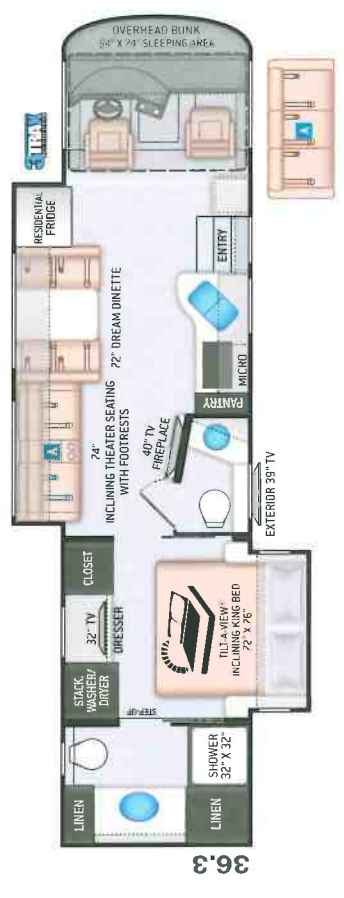 OVERHEAD BUNK
54" X 74" SLEEPING AREA
RESIDENTIAL
FRIDGE
ENTRY
A
72" DREAM DINETTE
MICRO
PANTRY
A
74"
INCLINING THEATER SEATING
WITH FOOTRESTS
40" TV
FIREPLACE
EXTERIOR 39" TV
CLOSET
32" TV
DRESSER
STACK.
WASHER/
DRYER
TILT-A-VIEW™
INCLINING KING BED
72" X 76"
STEP-UP
SHOWER
32" X 32"
LINEN
LINEN
36.3